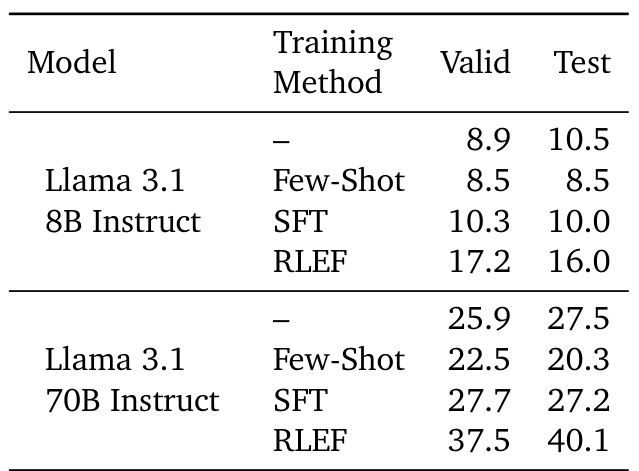 Model Training Method Valid Test
– 8.9 10.5
Llama 3.1 Few-Shot 8.5 8.5
8B Instruct SFT 10.3 10.0
RLEF 17.2 16.0
– 25.9 27.5
Llama 3.1 Few-Shot 22.5 20.3
70B Instruct SFT 27.7 27.2
RLEF 37.5 40.1